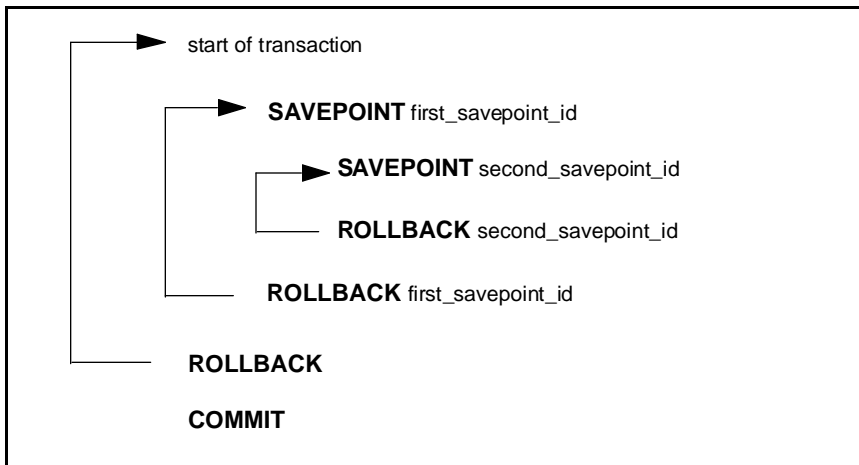 start of transaction
SAVEPOINT first_savepoint_id
SAVEPOINT second_savepoint_id
ROLLBACK second_savepoint_id
ROLLBACK first_savepoint_id
ROLLBACK
COMMIT